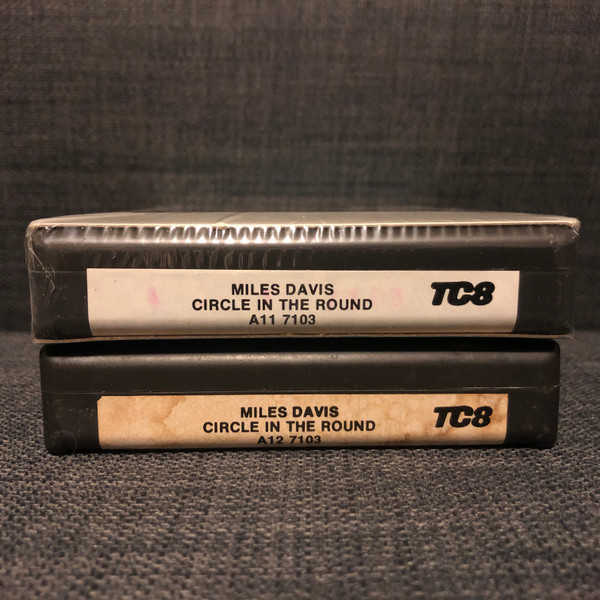 MILES DAVIS
CIRCLE IN THE ROUND
A11 7103
TC8
MILES DAVIS
CIRCLE IN THE ROUND
A12 7103
TC8